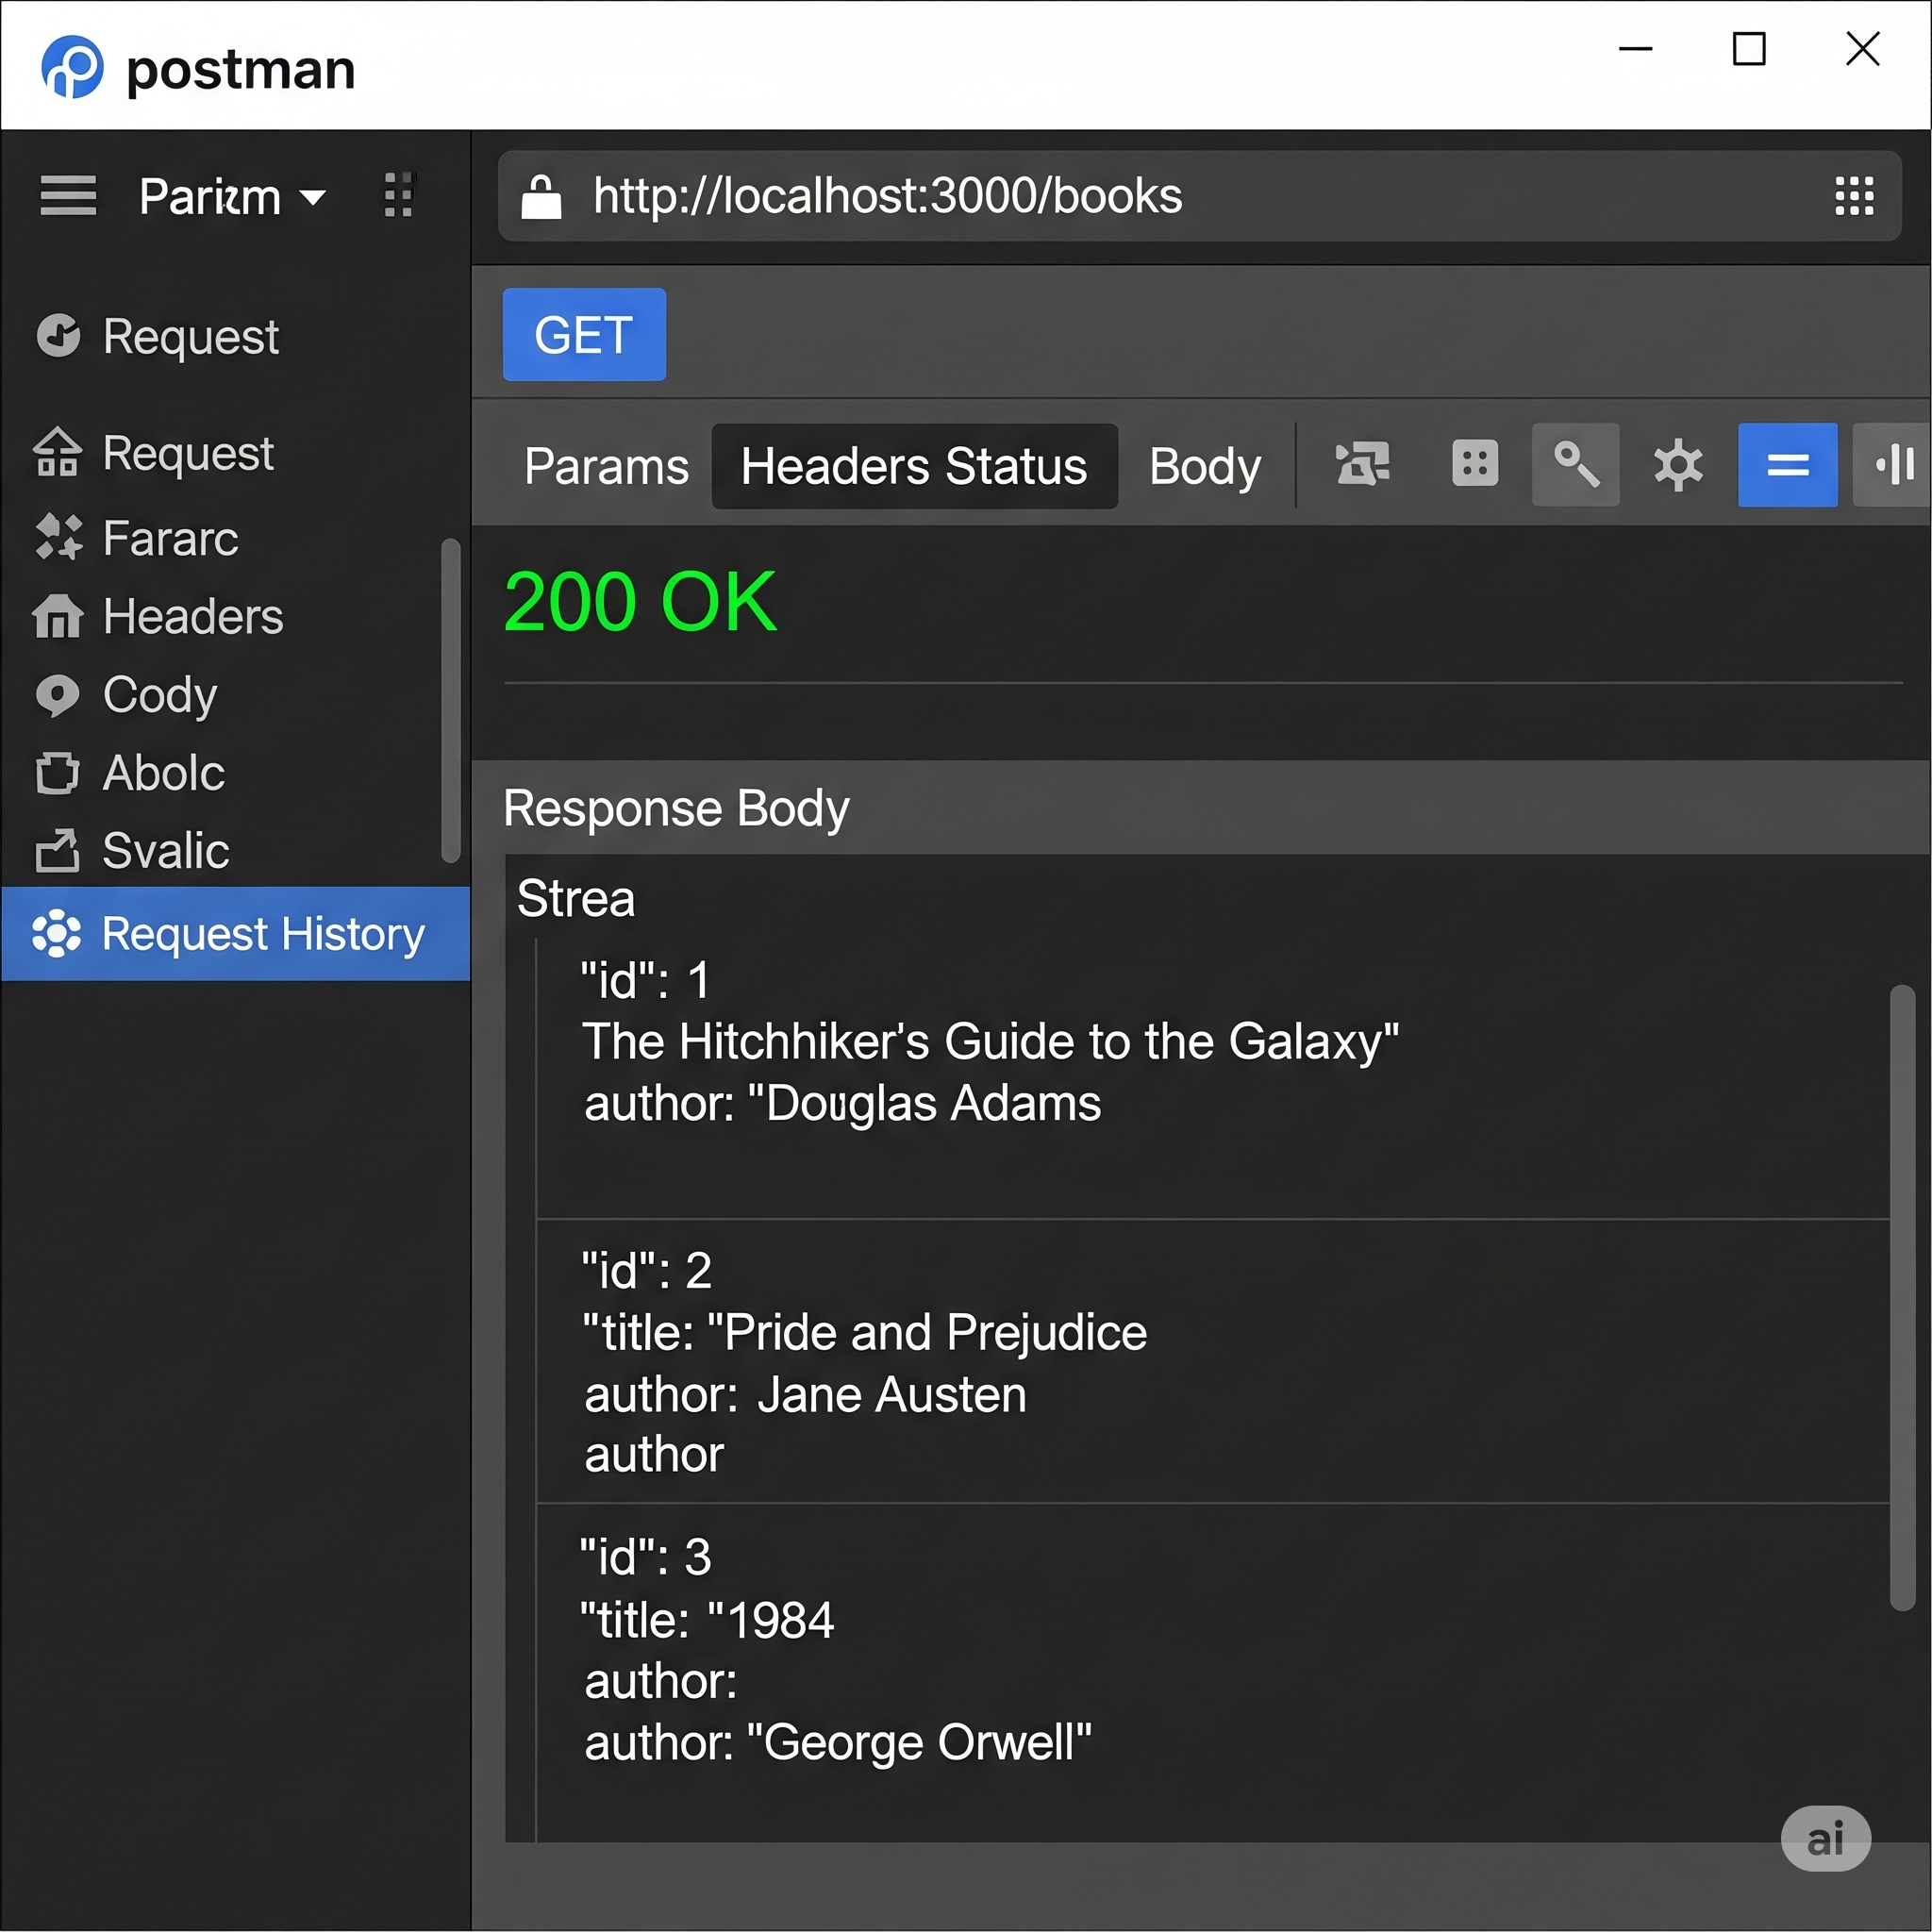 postman
http://localhost:3000/books
Request
Request
Fararc
Headers
Cody
Abolc
Svalic
Request History
GET
Params Headers Status Body
200 OK
Response Body
Strea
"id": 1
The Hitchhiker's Guide to the Galaxy"
author: "Douglas Adams
"id": 2
"title: "Pride and Prejudice
author: Jane Austen
author
"id": 3
"title: "1984
author:
author: "George Orwell"
ai